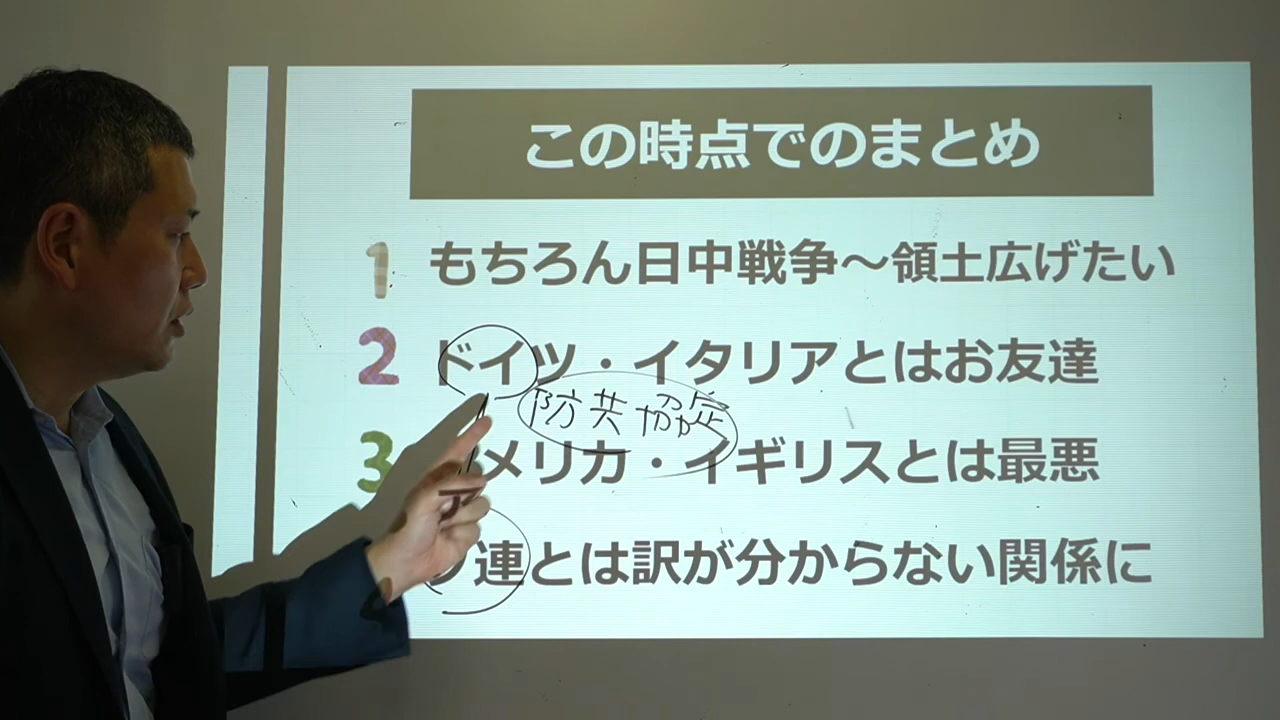 この時点でのまとめ
1 もちろん日中戦争～領土広げたい
2 ドイツ・イタリアとはお友達
防共協定
3 アメリカ・イギリスとは最悪
連とは訳が分からない関係に